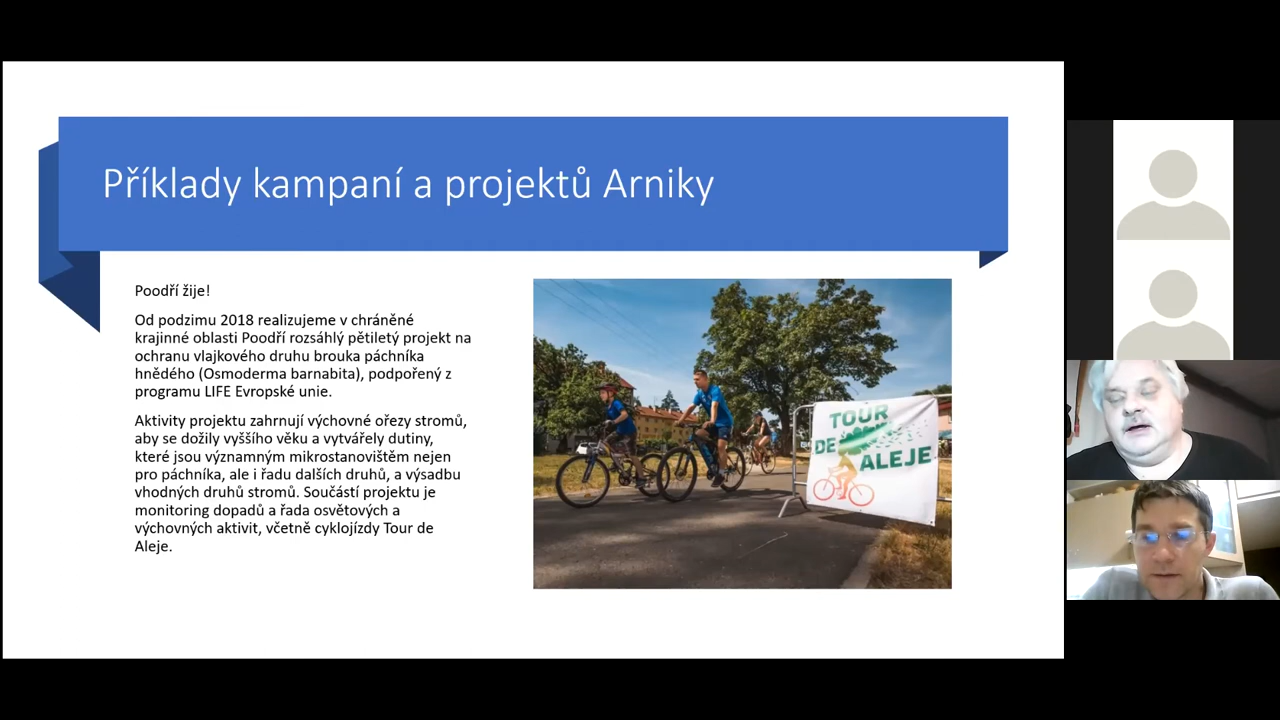 Příklady kampaní a projektů Arniky
Poodří žije!
Od podzimu 2018 realizujeme v chráněné
krajinné oblasti Poodří rozsáhlý pětiletý projekt na
ochranu vlajkového druhu brouka páchníka
hnědého (Osmoderma barnabita), podpořený z
programu LIFE Evropské unie.
Aktivity projektu zahrnují výchovné ořezy stromů,
aby se dožily vyššího věku a vytvářely dutiny,
které jsou významným mikrostanovištěm nejen
pro páchníka, ale i řadu dalších druhů, a výsadbu
vhodných druhů stromů. Součástí projektu je
monitoring dopadů a řada osvětových a
výchovných aktivit, včetně cyklojízdy Tour de
Aleje.
TOUR
DE
ALEJE